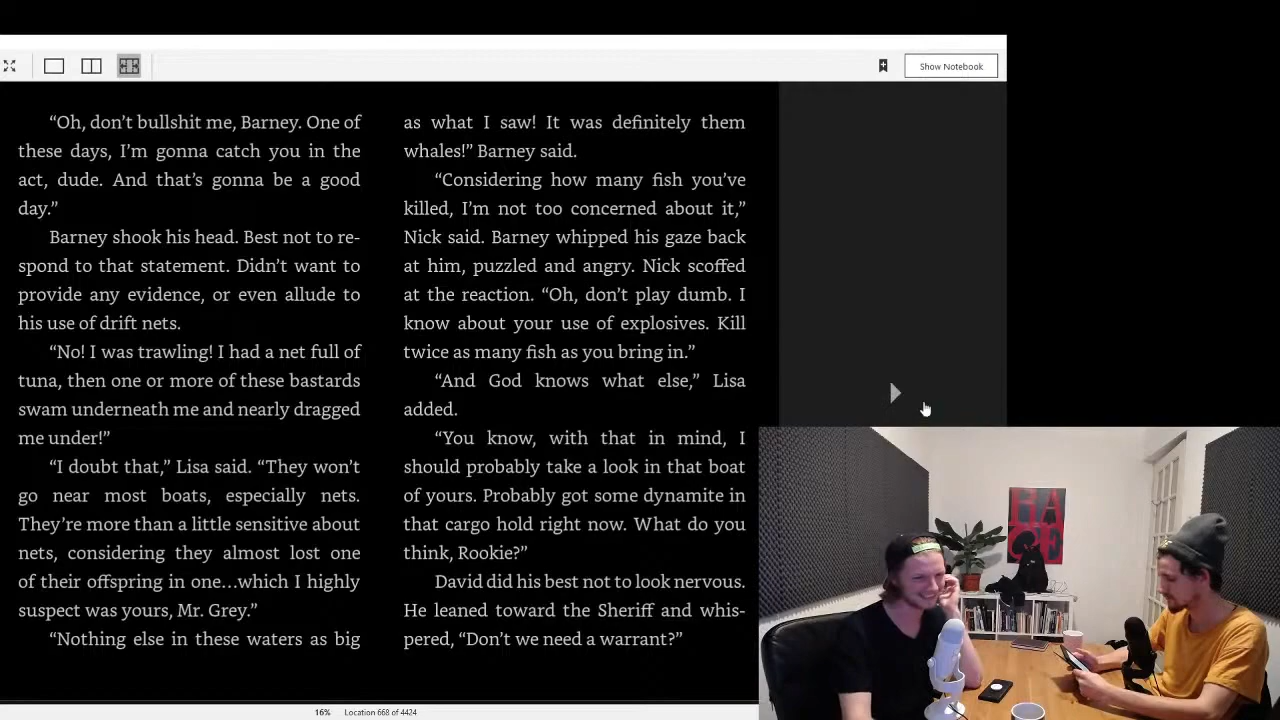 Show Notebook
“Oh, don’t bullshit me, Barney. One of
these days, I’m gonna catch you in the
act, dude. And that’s gonna be a good
day.”
Barney shook his head. Best not to re-
spond to that statement. Didn’t want to
provide any evidence, or even allude to
his use of drift nets.
“No! I was trawling! I had a net full of
tuna, then one or more of these bastards
swam underneath me and nearly dragged
me under!”
“I doubt that,” Lisa said. “They won’t
go near most boats, especially nets.
They’re more than a little sensitive about
nets, considering they almost lost one
of their offspring in one…which I highly
suspect was yours, Mr. Grey.”
“Nothing else in these waters as big
as what I saw! It was definitely them
whales!” Barney said.
“Considering how many fish you’ve
killed, I’m not too concerned about it,”
Nick said. Barney whipped his gaze back
at him, puzzled and angry. Nick scoffed
at the reaction. “Oh, don’t play dumb. I
know about your use of explosives. Kill
twice as many fish as you bring in.”
“And God knows what else,” Lisa
added.
“You know, with that in mind, I
should probably take a look in that boat
of yours. Probably got some dynamite in
that cargo hold right now. What do you
think, Rookie?”
David did his best not to look nervous.
He leaned toward the Sheriff and whis-
pered, “Don’t we need a warrant?”
16% Location 668 of 4424